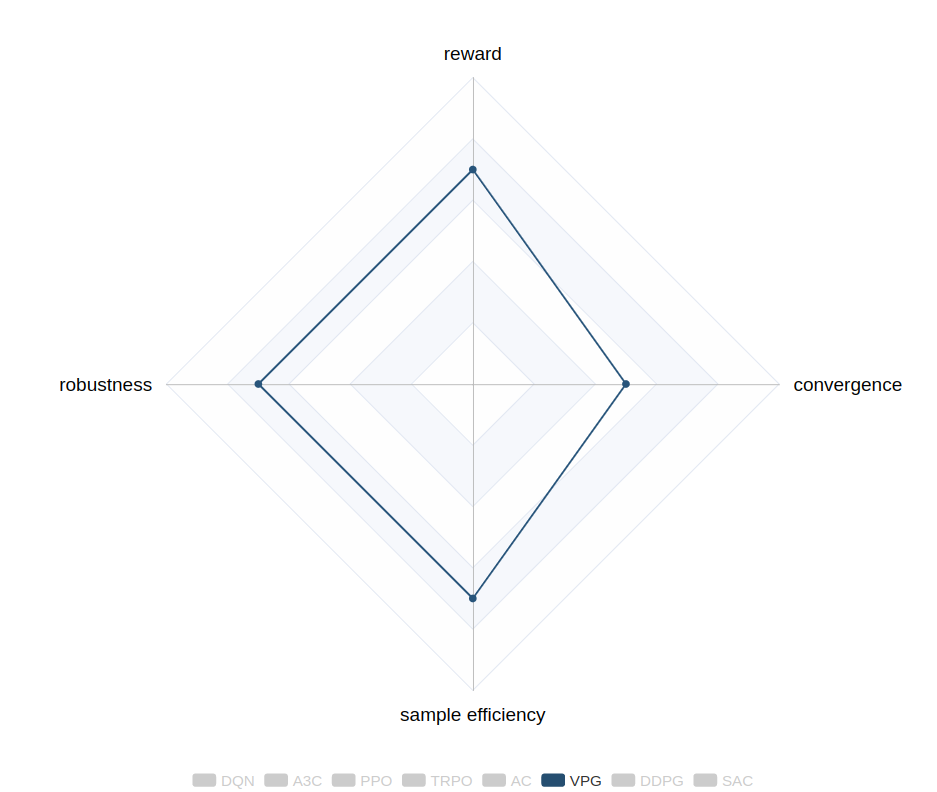 reward
robustness
convergence
sample efficiency
DQN A3C PPO TRPO AC VPG DDPG SAC